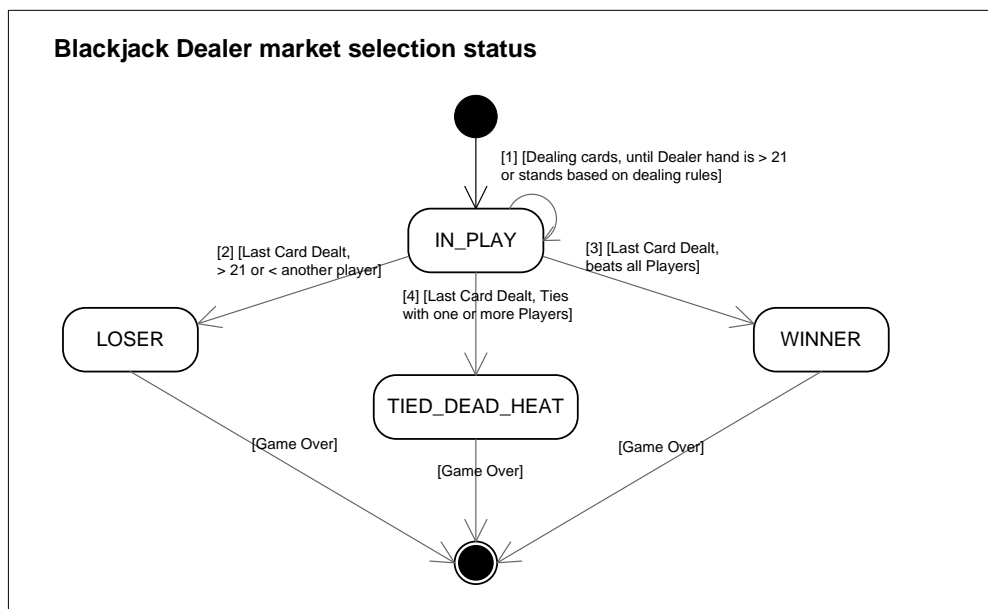 Blackjack Dealer market selection status
[1] [Dealing cards, until Dealer hand is > 21
or stands based on dealing rules]
IN_PLAY
[2] [Last Card Dealt,
> 21 or < another player]
[3] [Last Card Dealt,
beats all Players]
[4] [Last Card Dealt, Ties
with one or more Players]
LOSER
WINNER
TIED_DEAD_HEAT
[Game Over]
[Game Over]
[Game Over]